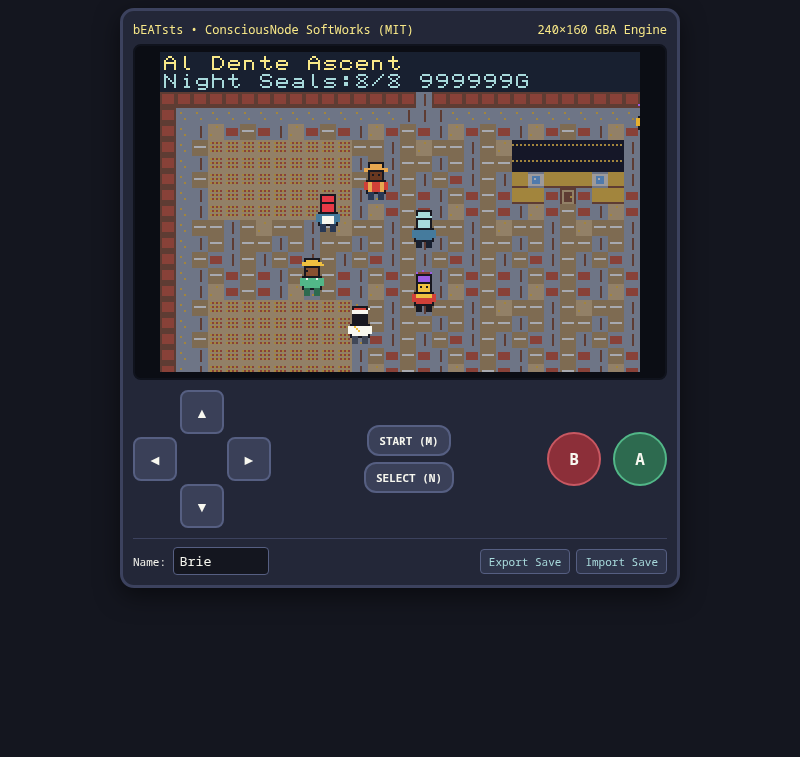 bEATsts • ConsciousNode SoftWorks (MIT)
240×160 GBA Engine
Al Dente Ascent
Night Seals:8/8 999999G
▲
◄
►
▼
START (M)
SELECT (N)
B
A
Name: Brie
Export Save
Import Save